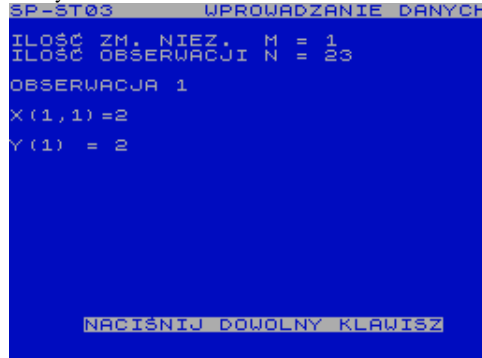 SP-ST03 WPROWADZANIE DANYCH
ILOŚĆ ZM. NIEZ. M = 1
ILOŚĆ OBSERWACJI N = 23
OBSERWACJA 1
X(1,1)=2
Y(1) = 2
NACIŚNIJ DOWOLNY KLAWISZ